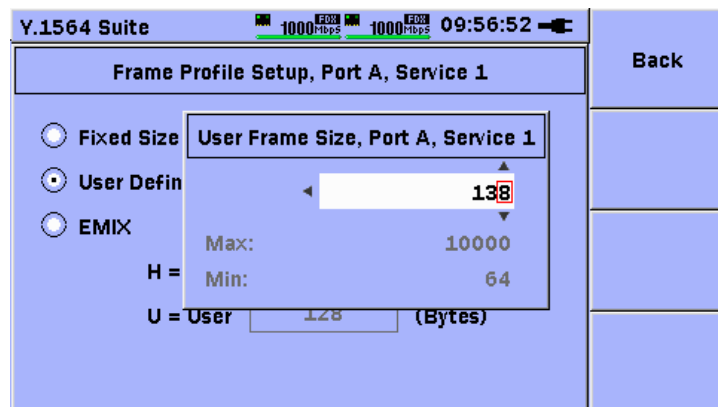 Y.1564 Suite 1000 FDX Mbps 1000 FDX Mbps 09:56:52
Back
Frame Profile Setup, Port A, Service 1
Fixed Size
User Frame Size, Port A, Service 1
User Defin
138
EMIX
Max: 10000
H =
Min: 64
U = User 128 (Bytes)